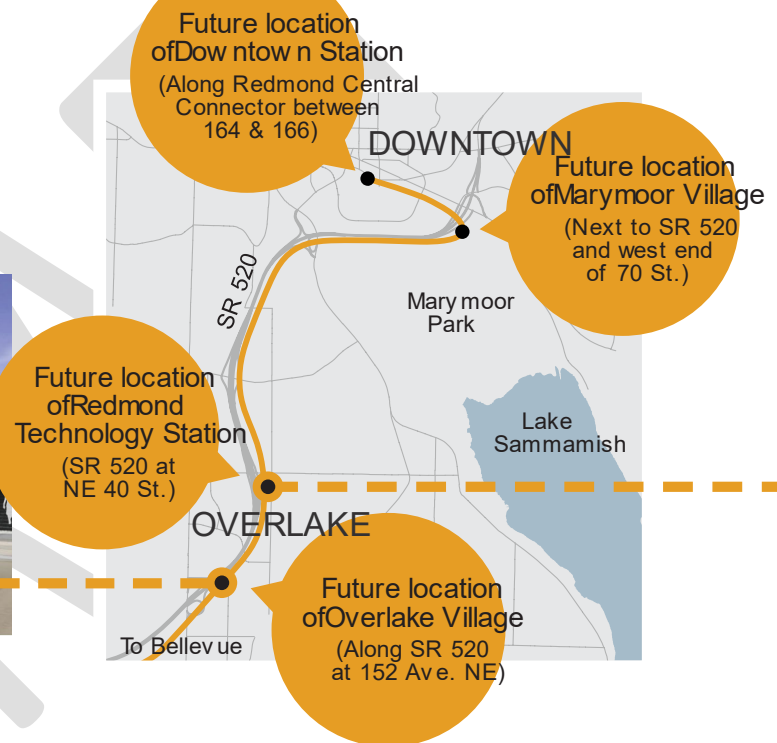 Future location
ofDow ntow n Station
(Along Redmond Central
Connector between
164 & 166)
DOWNTOWN
Future location
ofMarymoor Village
(Next to SR 520
and west end
of 70 St.)
SR 520
Mary moor
Park
Future location
ofRedmond
Technology Station
(SR 520 at
NE 40 St.)
Lake
Sammamish
OVERLAKE
Future location
ofOverlake Village
(Along SR 520
at 152 Av e. NE)
To Bellev ue